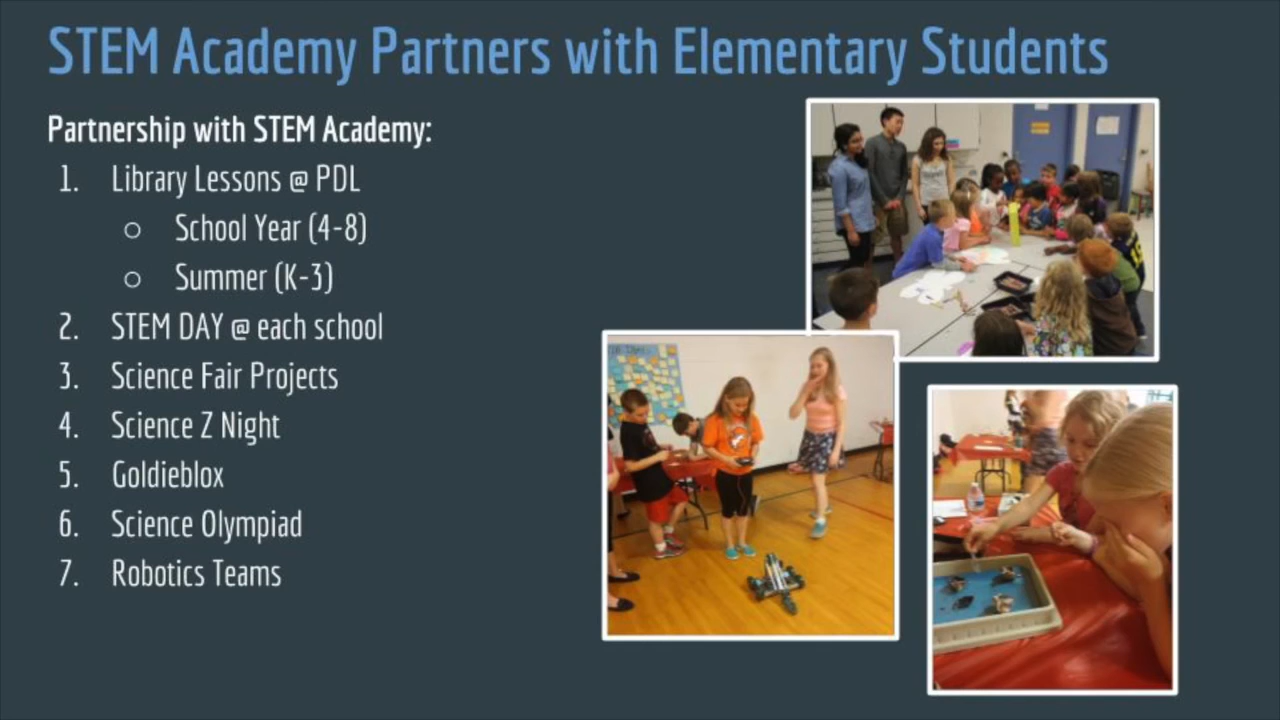 STEM Academy Partners with Elementary Students
Partnership with STEM Academy:
1. Library Lessons @ PDL
○ School Year (4-8)
○ Summer (K-3)
2. STEM DAY @ each school
3. Science Fair Projects
4. Science Z Night
5. Goldieblox
6. Science Olympiad
7. Robotics Teams